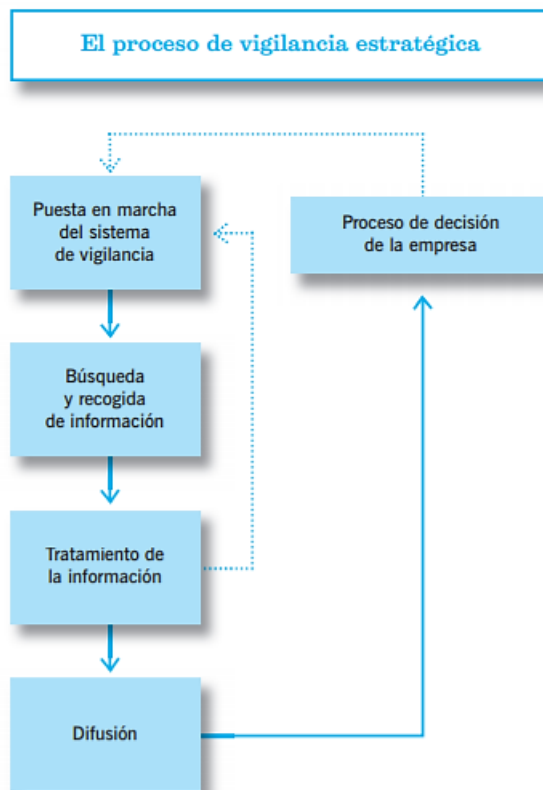 El proceso de vigilancia estratégica
Puesta en marcha
del sistema
de vigilancia
Proceso de decisión
de la empresa
Búsqueda
y recogida
de información
Tratamiento de
la información
Difusión